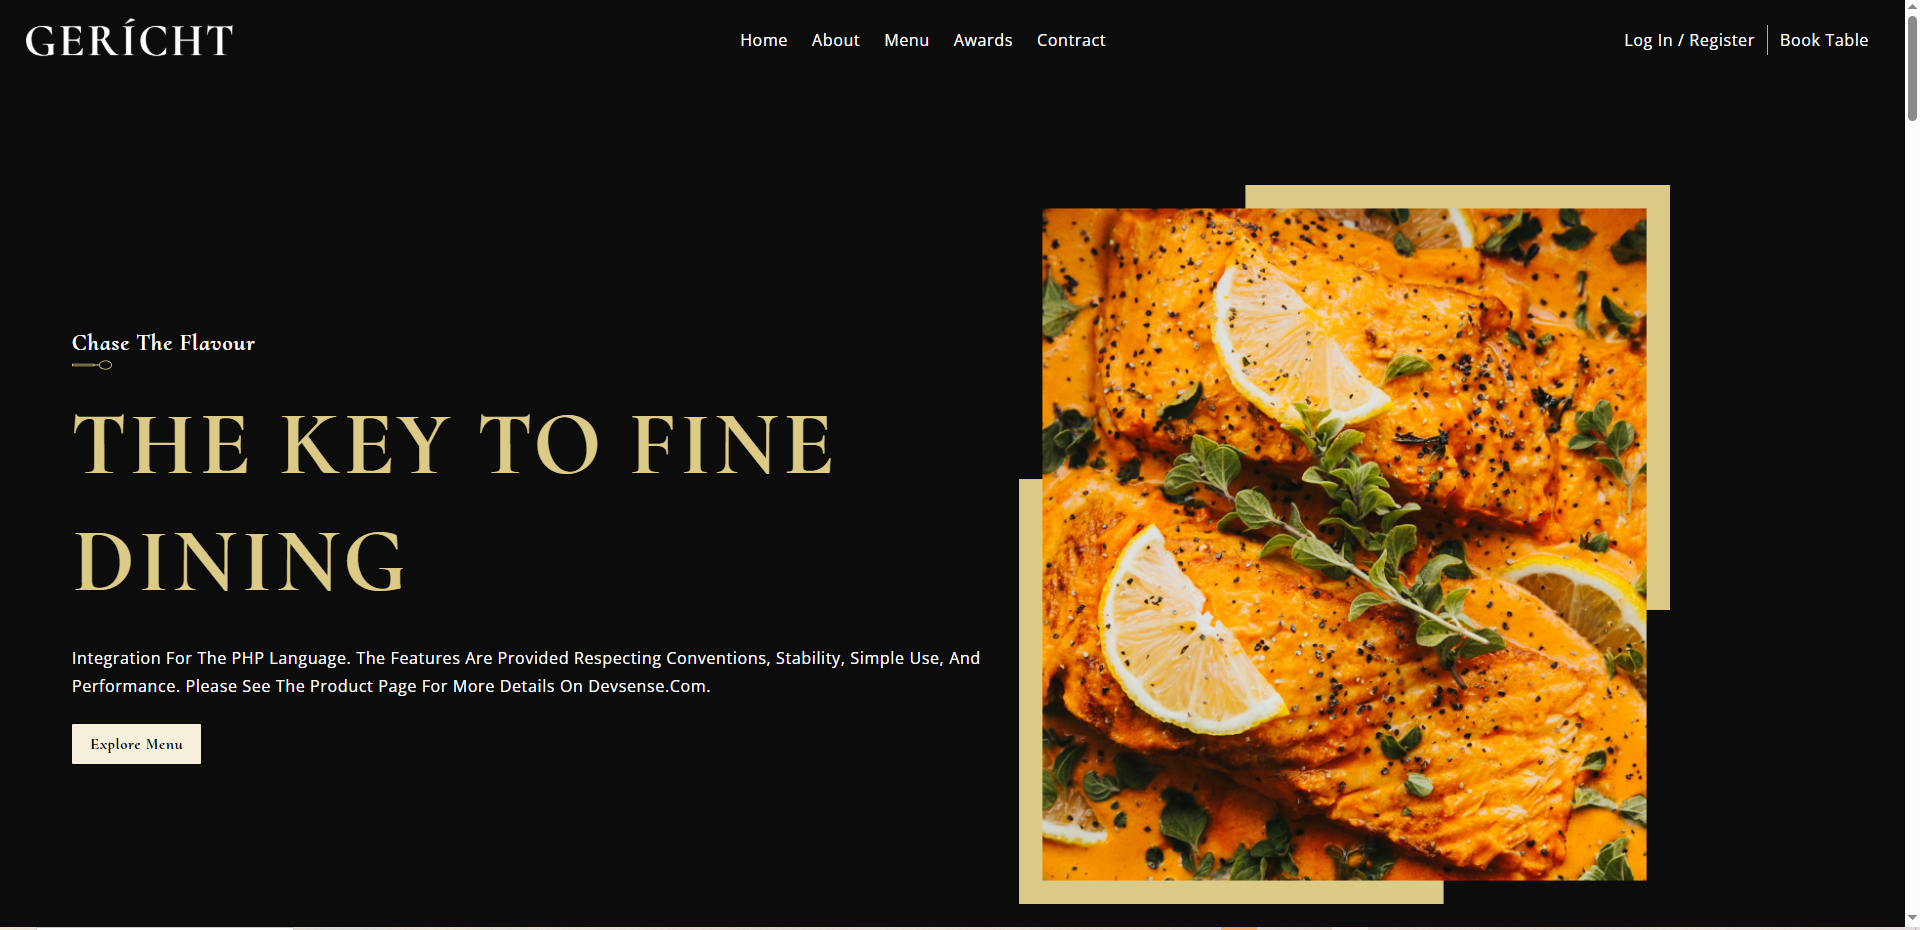 GERÍCHT
Home About Menu Awards Contract
Log In / Register Book Table
Chase The Flavour
THE KEY TO FINE
DINING
Integration For The PHP Language. The Features Are Provided Respecting Conventions, Stability, Simple Use, And
Performance. Please See The Product Page For More Details On Devsense.Com.
Explore Menu